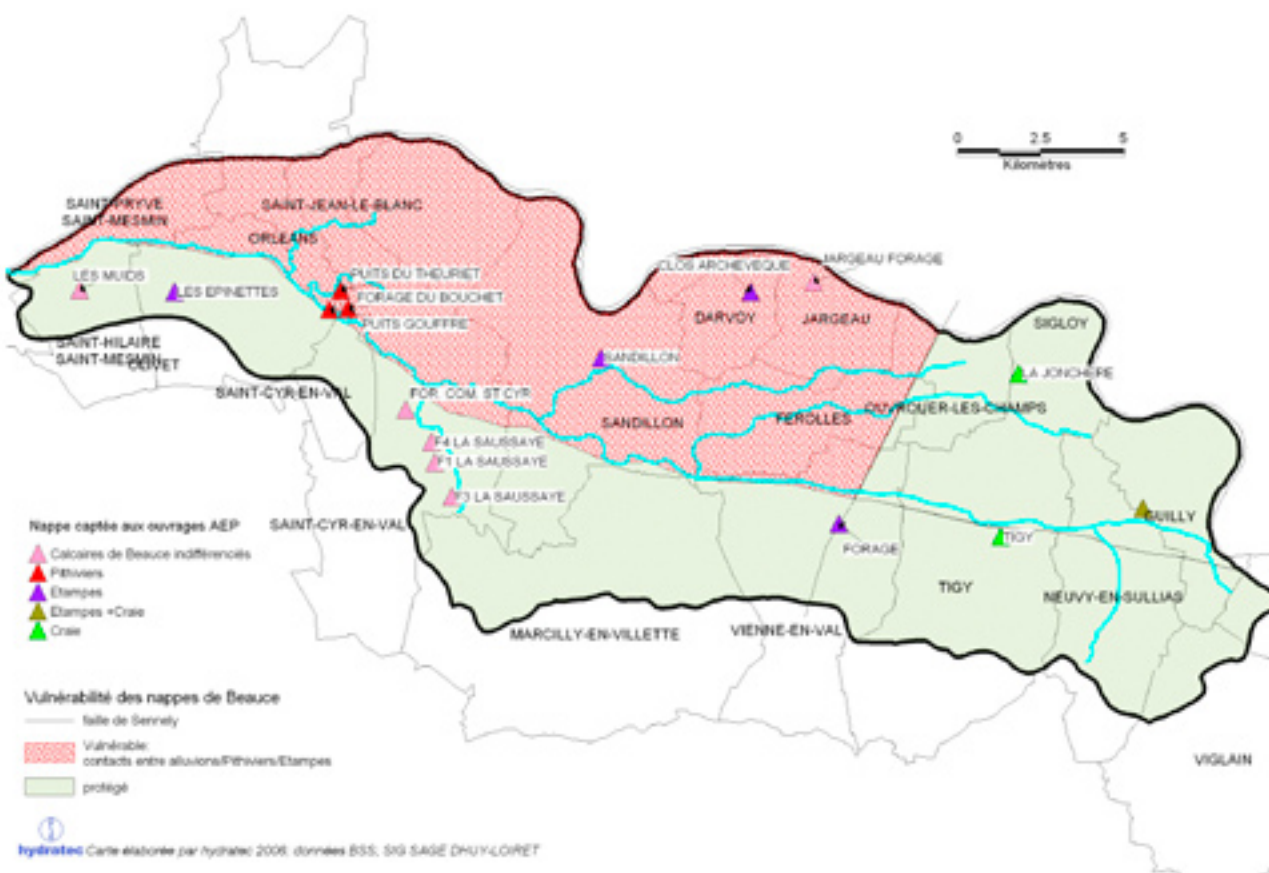 0 2.5 5
Kilomètres
SAINT-PRYVE
SAINT-MESMIN
SAINT-JEAN-LE-BLANC
ORLEANS
LES MUIDS
LES EPINETTES
PUITS DU THEURIET
FORAGE DU BOUCHET
PUITS GOUFFRE
CLOS ARCHEVEQUE
JARGEAU FORAGE
DARVOY
JARGEAU
SIGLOY
SAINT-HILAIRE
SAINT-MESMIN
OLIVET
SANDILLON
LA JONCHERE
SAINT-CYR-EN-VAL
FOR. COM. ST CYR
SANDILLON
FEROLLES
OUVROUER-LES-CHAMPS
F4 LA SAUSSAYE
F1 LA SAUSSAYE
F3 LA SAUSSAYE
SAINT-CYR-EN-VAL
GUILLY
FORAGE
TIGY
TIGY
NEUVY-EN-SULLIAS
MARCILLY-EN-VILLETTE
VIENNE-EN-VAL
VIGLAIN
Nappe captée aux ouvrages AEP
Calcaires de Beauce indifférenciés
Pithiviers
Etampes
Etampes +Craie
Craie
Vulnérabilité des nappes de Beauce
faille de Sennely
Vulnérable:
contacts entre alluvions/Pithiviers/Etampes
protégé
hydratec Carte élaborée par hydratec 2006; données BSS, SIG SAGE DHUY-LOIRET